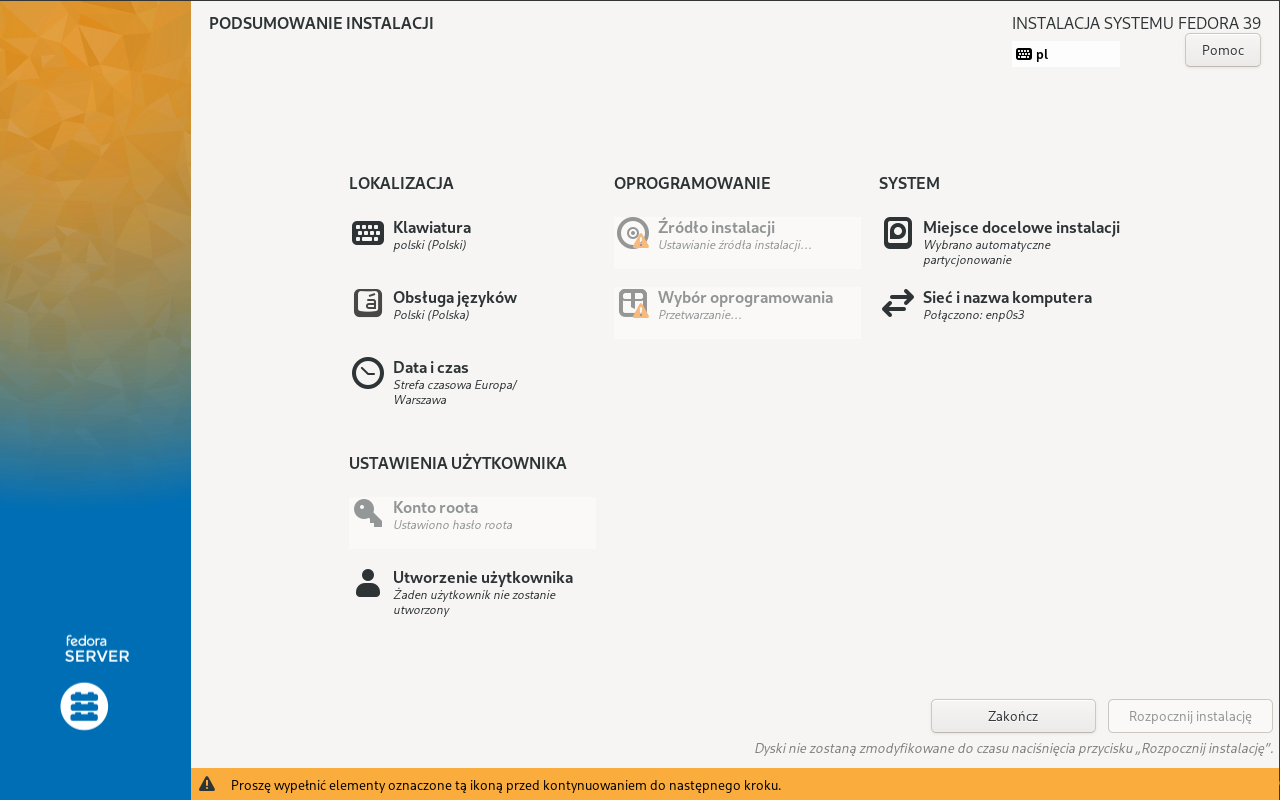 PODSUMOWANIE INSTALACJI
INSTALACJA SYSTEMU FEDORA 39
pl
Pomoc
LOKALIZACJA
Klawiatura
polski (Polski)
Obsługa języków
Polski (Polska)
Data i czas
Strefa czasowa Europa/
Warszawa
OPROGRAMOWANIE
Źródło instalacji
Ustawianie źródła instalacji...
Wybór oprogramowania
Przetwarzanie...
SYSTEM
Miejsce docelowe instalacji
Wybrano automatyczne
partycjonowanie
Sieć i nazwa komputera
Połączono: enp0s3
USTAWIENIA UŻYTKOWNIKA
Konto roota
Ustawiono hasło roota
Utworzenie użytkownika
Żaden użytkownik nie zostanie
utworzony
fedora
SERVER
Zakończ
Rozpocznij instalację
Dyski nie zostaną zmodyfikowane do czasu naciśnięcia przycisku „Rozpocznij instalację”.
Proszę wypełnić elementy oznaczone tą ikoną przed kontynuowaniem do następnego kroku.